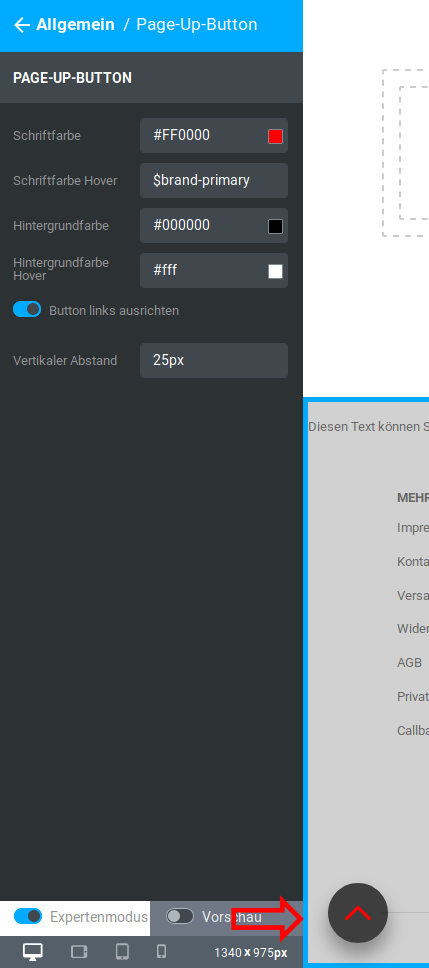 Allgemein / Page-Up-Button
PAGE-UP-BUTTON
Schriftfarbe #FF0000
Schriftfarbe Hover $brand-primary
Hintergrundfarbe #000000
Hintergrundfarbe
Hover #fff
Button links ausrichten
Vertikaler Abstand 25px
Expertenmodus Vorschau
1340 x 975px
Diesen Text können S
MEHR
Impre
Konta
Versa
Wider
AGB
Privat
Callba